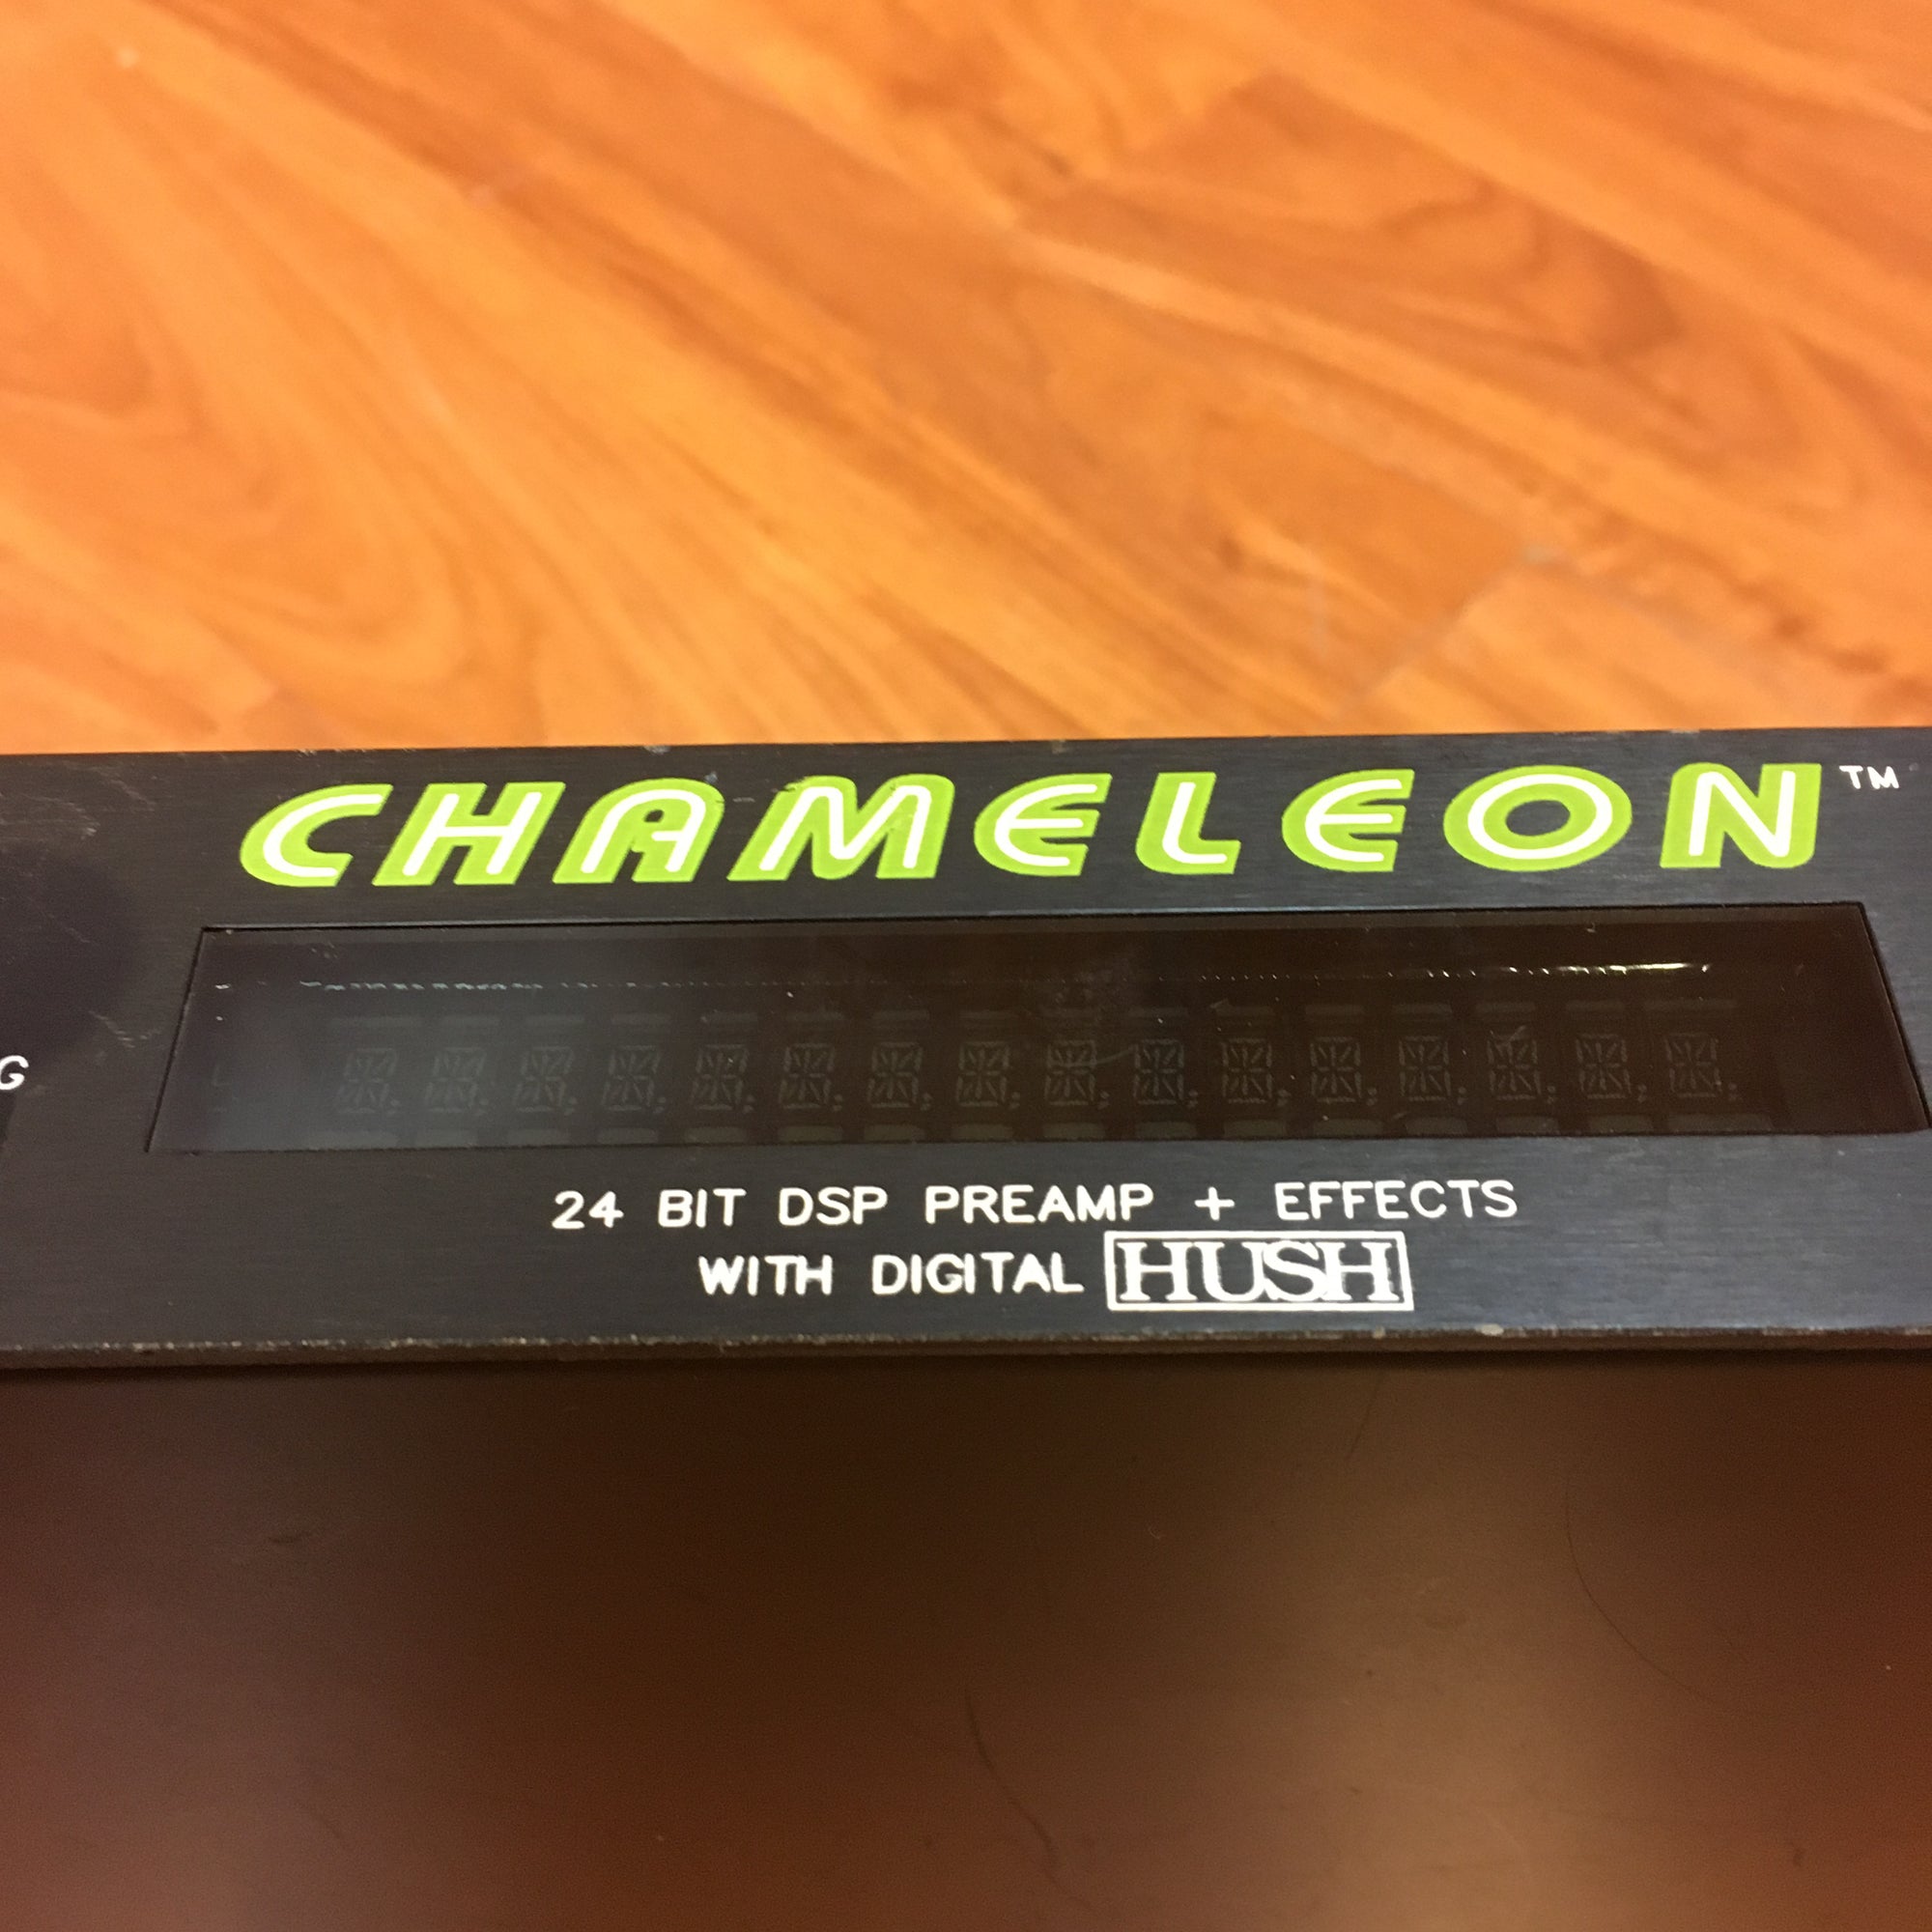 CHAMELEON™
G
24 BIT DSP PREAMP + EFFECTS
WITH DIGITAL HUSH